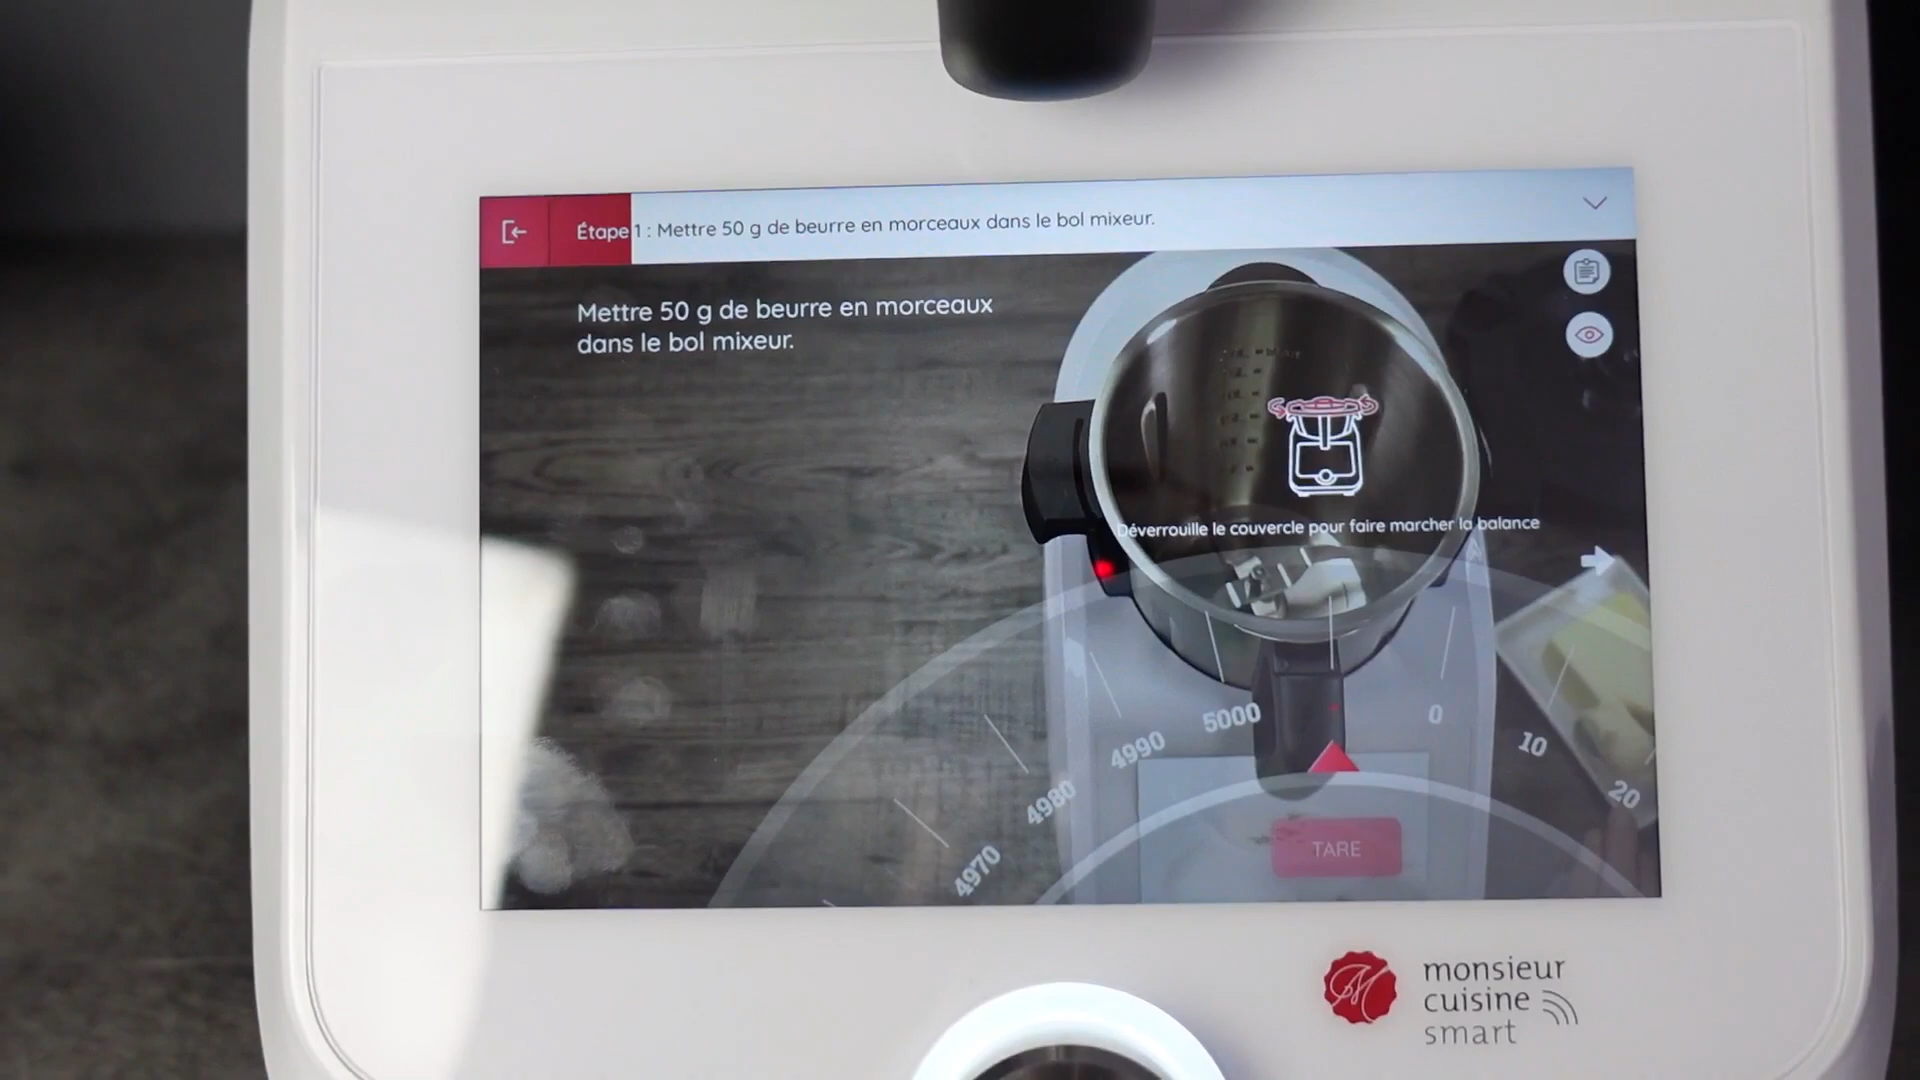 Étape 1 : Mettre 50 g de beurre en morceaux dans le bol mixeur.
Mettre 50 g de beurre en morceaux
dans le bol mixeur.
Déverrouille le couvercle pour faire marcher la balance
4970
4980
4990
5000
0
10
20
TARE
monsieur
cuisine
smart